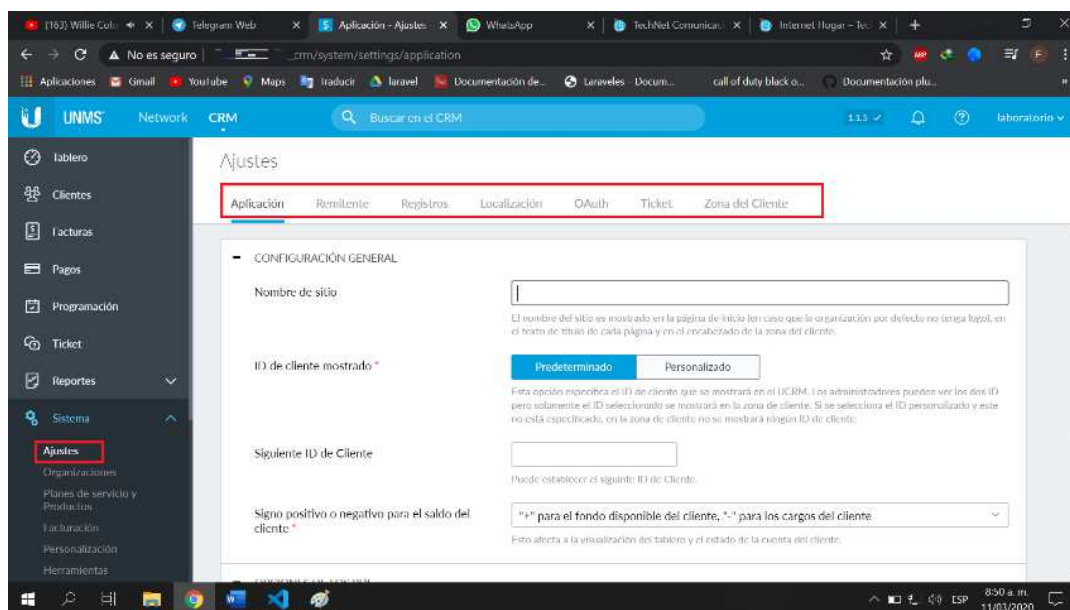 (163) Willie Colo
Telegram Web
Aplicación - Ajustes
WhatsApp
TechNet Comunicac
Internet Hogar - Tec
No es seguro
_crm/system/settings/application
Aplicaciones
Gmail
YouTube
Maps
Traducir
laravel
Documentación de...
Laraveles - Docum...
call of duty black o...
Documentación plu...
UNMS
Network
CRM
Buscar en el CRM
1.1.5
laboratorio
Tablero
Clientes
Facturas
Pagos
Programación
Ticket
Reportes
Sistema
Ajustes
Organizaciones
Planes de servicio y
Productos
Facturación
Personalización
Herramientas
Ajustes
Aplicación
Remitente
Registros
Localización
OAuth
Ticket
Zona del Cliente
CONFIGURACIÓN GENERAL
Nombre de sitio
El nombre del sitio es mostrado en la página de inicio (en caso que la organización por defecto no tenga logo), en
el texto de título de cada página y en el encabezado de la zona del cliente.
ID de cliente mostrado *
Predeterminado
Personalizado
Esta opción especifica el ID de cliente que se mostrará en el UCRM. Los administradores pueden ver los dos ID
pero solamente el ID seleccionado se mostrará en la zona de cliente. Si se selecciona el ID personalizado y este
no está especificado, en la zona de cliente no se mostrará ningún ID de cliente.
Siguiente ID de Cliente
Puede establecer el siguiente ID de Cliente.
Signo positivo o negativo para el saldo del
cliente *
"+" para el fondo disponible del cliente, "-" para los cargos del cliente
Esto afecta a la visualización del tablero y el estado de la cuenta del cliente.
ESP
8:50 a. m.
11/03/2020